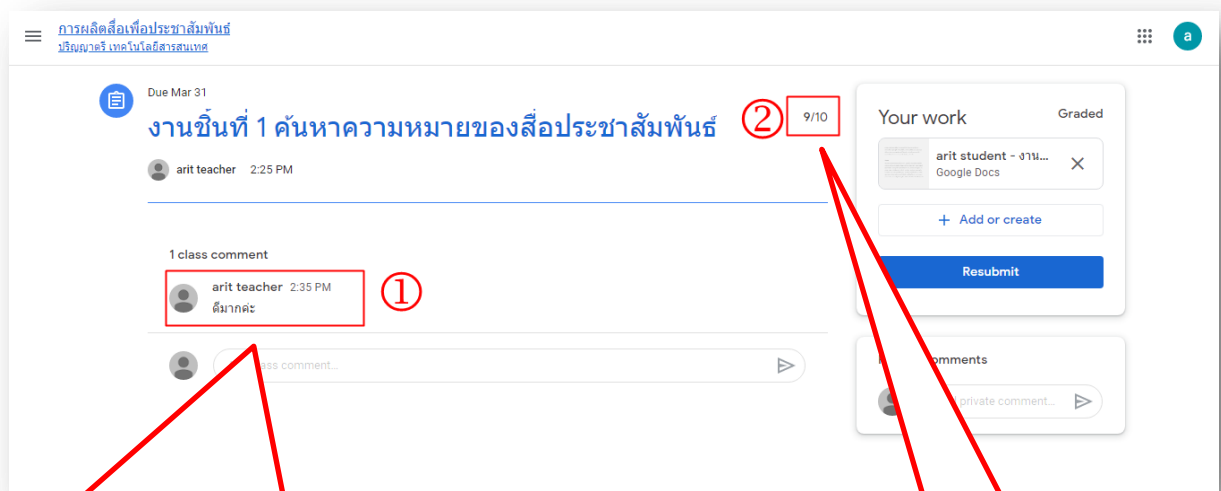 การผลิตสื่อเพื่อประชาสัมพันธ์
ปริญญาตรี เทคโนโลยีสารสนเทศ
a
Due Mar 31
งานชิ้นที่ 1 ค้นหาความหมายของสื่อประชาสัมพันธ์
②
9/10
arit teacher 2:25 PM
1 class comment
arit teacher 2:35 PM
ดีมากค่ะ
①
class comment...
Your work
Graded
arit student - งาน...
Google Docs
+ Add or create
Resubmit
comments
private comment...